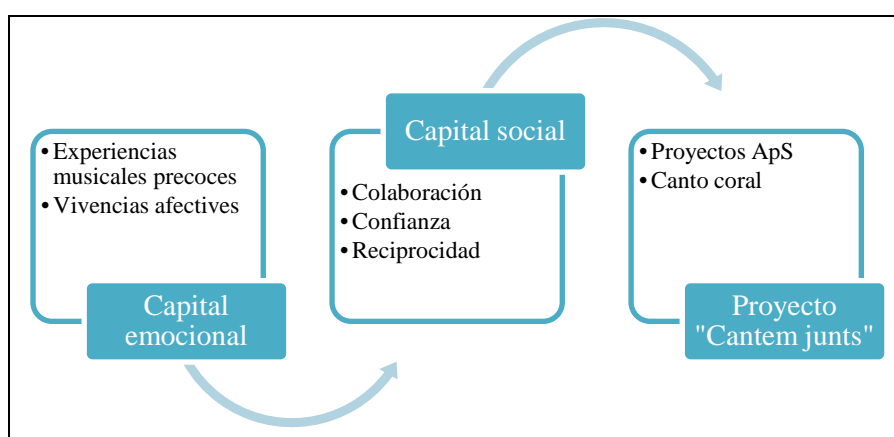 • Experiencias
musicales precoces
• Vivencias afectives
Capital
emocional
Capital social
• Colaboración
• Confianza
• Reciprocidad
• Proyectos ApS
• Canto coral
Proyecto
"Cantem junts"